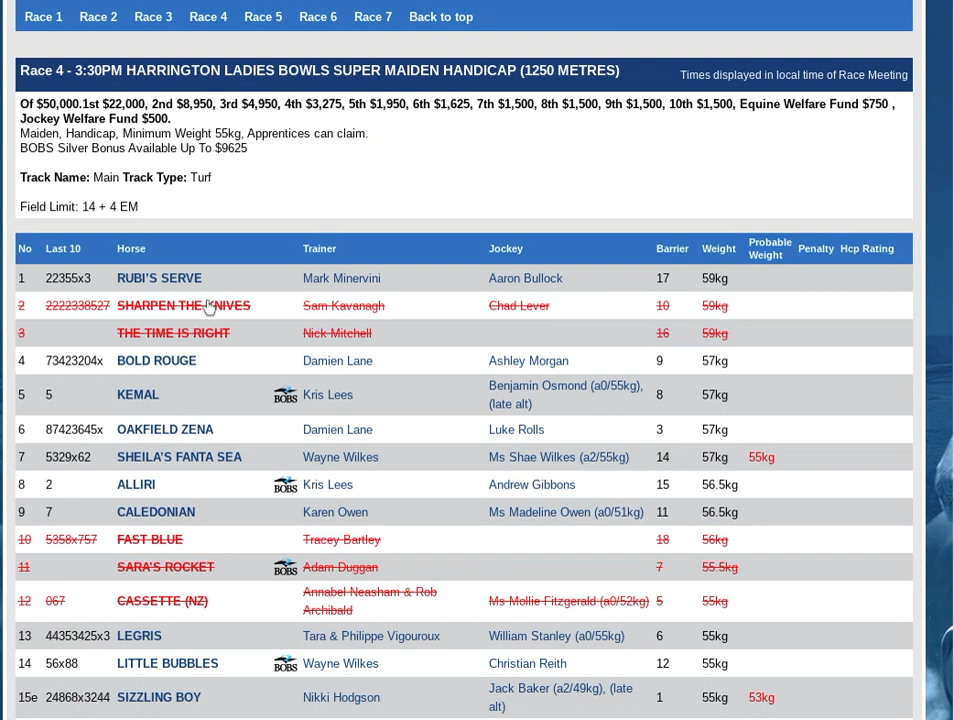 Race 1 Race 2 Race 3 Race 4 Race 5 Race 6 Race 7 Back to top
Race 4 - 3:30PM HARRINGTON LADIES BOWLS SUPER MAIDEN HANDICAP (1250 METRES) Times displayed in local time of Race Meeting
Of $50,000.1st $22,000, 2nd $8,950, 3rd $4,950, 4th $3,275, 5th $1,950, 6th $1,625, 7th $1,500, 8th $1,500, 9th $1,500, 10th $1,500, Equine Welfare Fund $750 ,
Jockey Welfare Fund $500.
Maiden, Handicap, Minimum Weight 55kg, Apprentices can claim.
BOBS Silver Bonus Available Up To $9625
Track Name: Main Track Type: Turf
Field Limit: 14 + 4 EM
No Last 10 Horse Trainer Jockey Barrier Weight Probable Weight Penalty Hcp Rating
1 22355x3 RUBI'S SERVE Mark Minervini Aaron Bullock 17 59kg
2 2222338527 SHARPEN THE KNIVES Sam Kavanagh Chad Lever 10 59kg
3 THE TIME IS RIGHT Nick Mitchell 16 59kg
4 73423204x BOLD ROUGE Damien Lane Ashley Morgan 9 57kg
5 5 KEMAL BOBS Kris Lees Benjamin Osmond (a0/55kg), (late alt) 8 57kg
6 87423645x OAKFIELD ZENA Damien Lane Luke Rolls 3 57kg
7 5329x62 SHEILA'S FANTA SEA Wayne Wilkes Ms Shae Wilkes (a2/55kg) 14 57kg 55kg
8 2 ALLIRI BOBS Kris Lees Andrew Gibbons 15 56.5kg
9 7 CALEDONIAN Karen Owen Ms Madeline Owen (a0/51kg) 11 56.5kg
10 5358x757 FAST BLUE Tracey Bartley 18 56kg
11 SARA'S ROCKET BOBS Adam Duggan 7 55.5kg
12 067 CASSETTE (NZ) Annabel Neasham & Rob Archibald Ms Mollie Fitzgerald (a0/52kg) 5 55kg
13 44353425x3 LEGRIS Tara & Philippe Vigouroux William Stanley (a0/55kg) 6 55kg
14 56x88 LITTLE BUBBLES BOBS Wayne Wilkes Christian Reith 12 55kg
15e 24868x3244 SIZZLING BOY Nikki Hodgson Jack Baker (a2/49kg), (late alt) 1 55kg 53kg